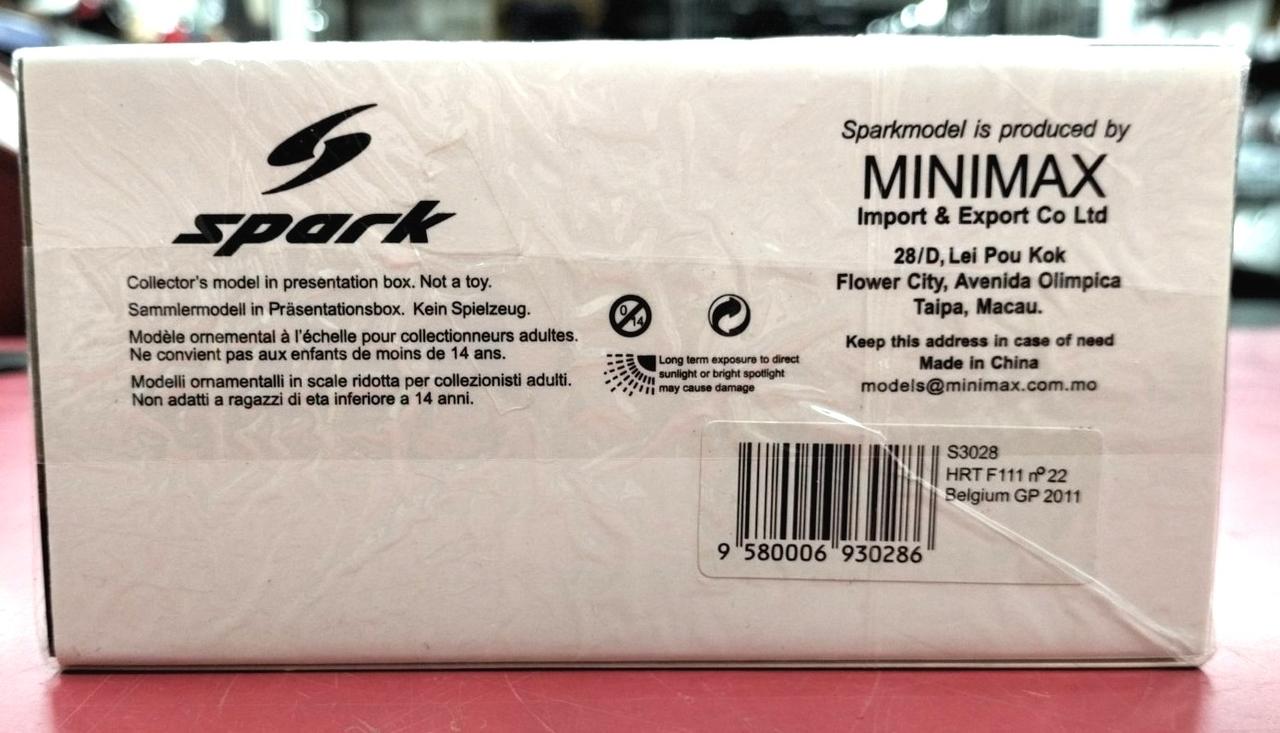 spark
Collector's model in presentation box. Not a toy.
Sammlermodell in Präsentationsbox. Kein Spielzeug.
Modèle ornemental à l'échelle pour collectionneurs adultes.
Ne convient pas aux enfants de moins de 14 ans.
Modelli ornamentalli in scale ridotta per collezionisti adulti.
Non adatti a ragazzi di eta inferiore a 14 anni.
0
14
Long term exposure to direct
sunlight or bright spotlight
may cause damage
Sparkmodel is produced by
MINIMAX
Import & Export Co Ltd
28/D, Lei Pou Kok
Flower City, Avenida Olimpica
Taipa, Macau.
Keep this address in case of need
Made in China
models@minimax.com.mo
S3028
HRT F111 nº 22
Belgium GP 2011
9 580006 930286